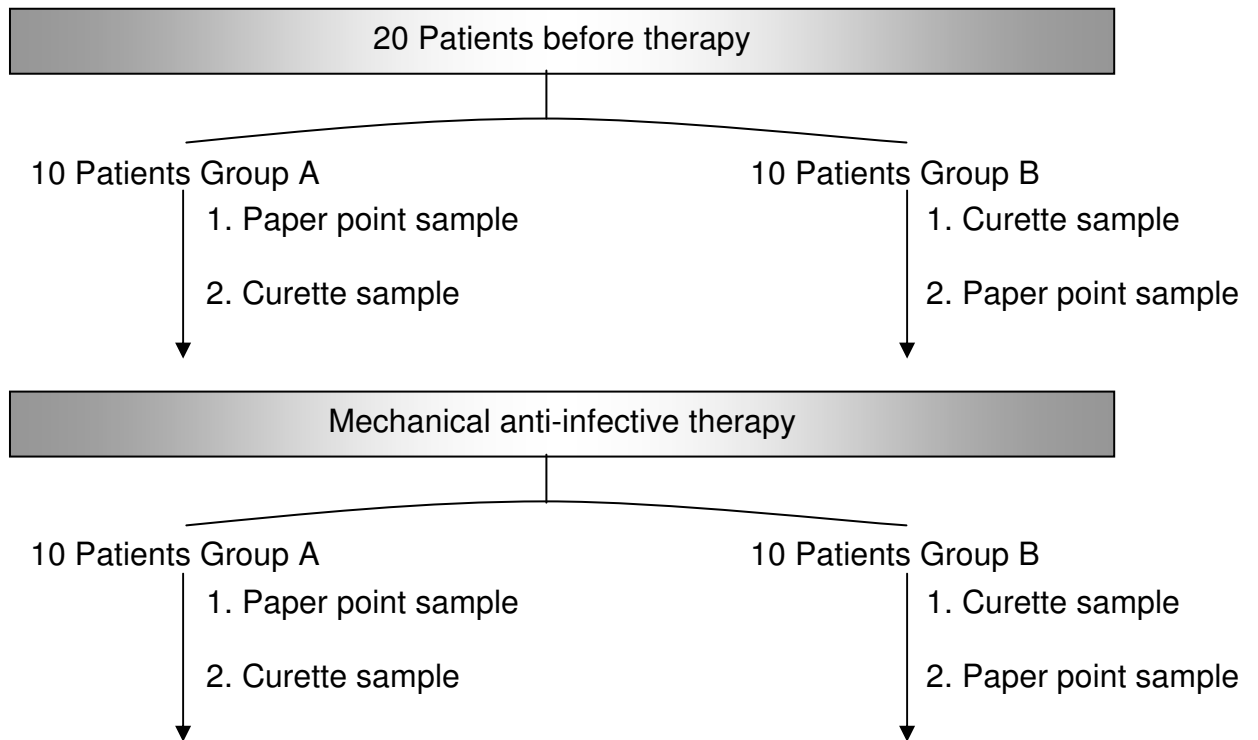 20 Patients before therapy
10 Patients Group A
1. Paper point sample
2. Curette sample
10 Patients Group B
1. Curette sample
2. Paper point sample
Mechanical anti-infective therapy
10 Patients Group A
1. Paper point sample
2. Curette sample
10 Patients Group B
1. Curette sample
2. Paper point sample